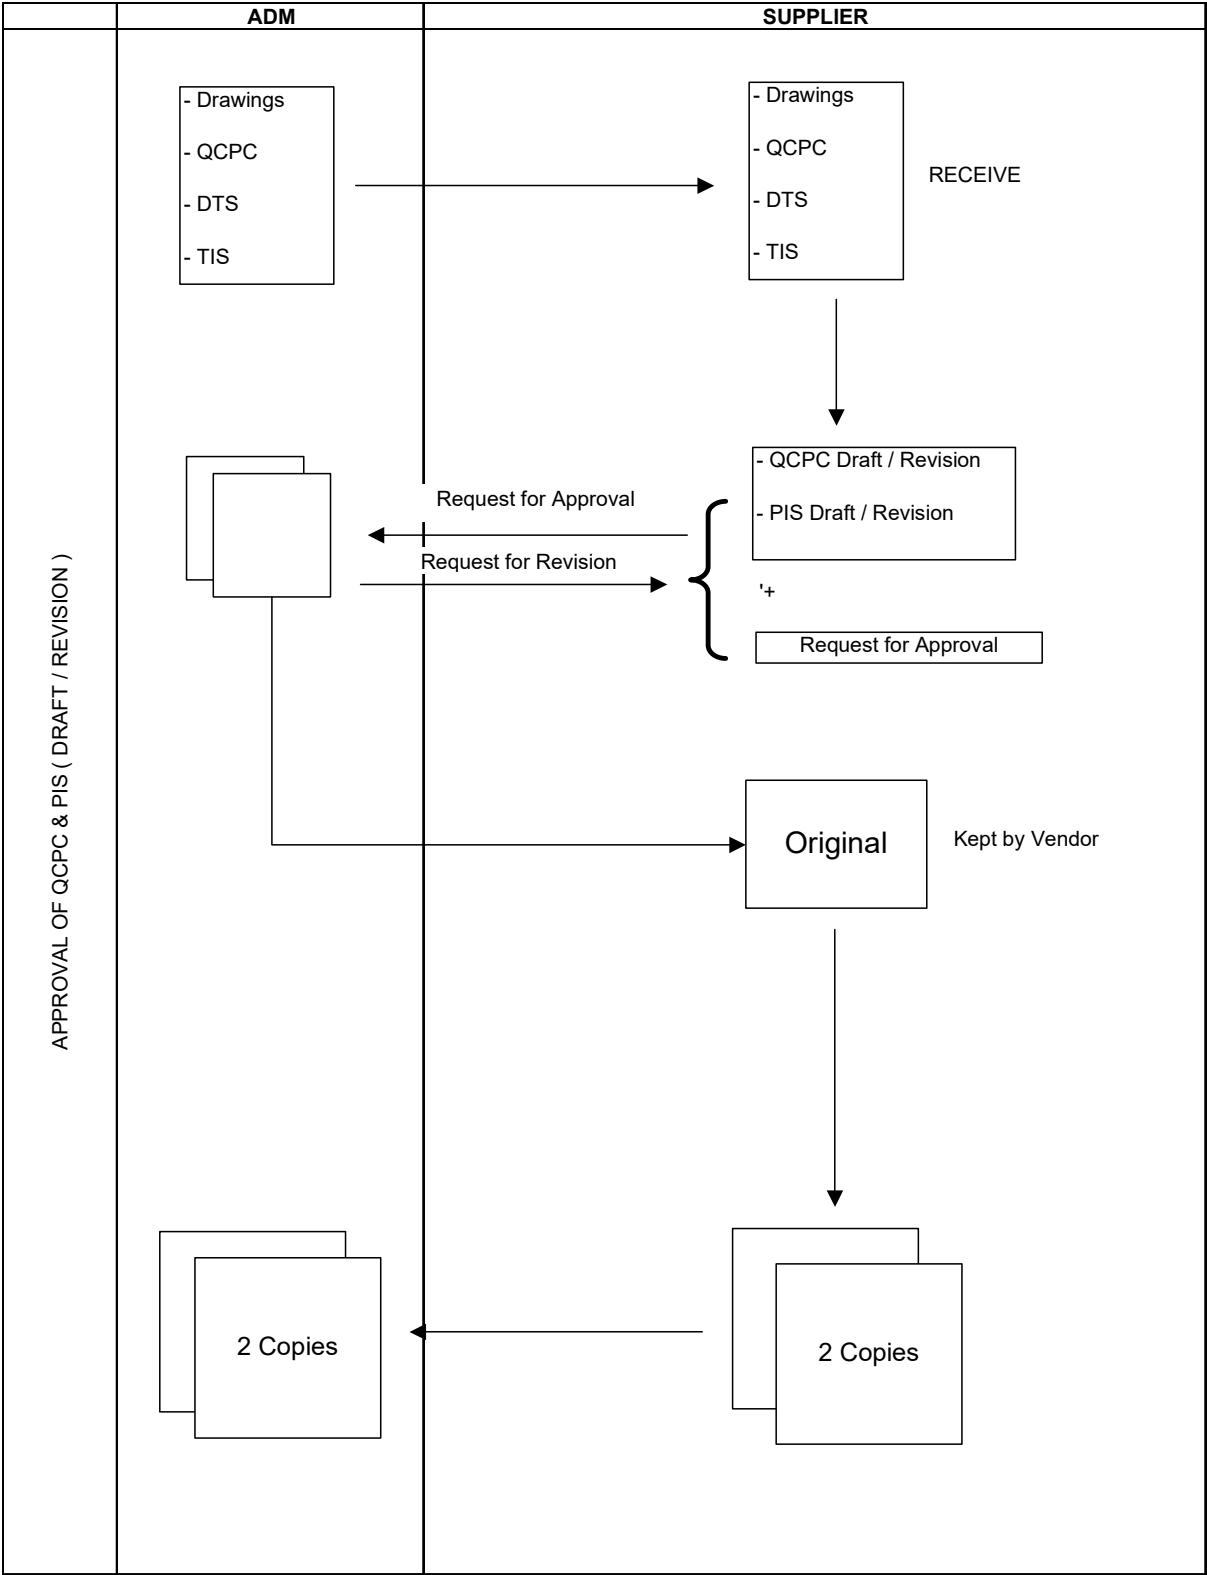 ADM
SUPPLIER
APPROVAL OF QCPC & PIS ( DRAFT / REVISION )
- Drawings
- QCPC
- DTS
- TIS
- Drawings
- QCPC
- DTS
- TIS
RECEIVE
- QCPC Draft / Revision
- PIS Draft / Revision
Request for Approval
Request for Revision
'+
Request for Approval
Original
Kept by Vendor
2 Copies
2 Copies